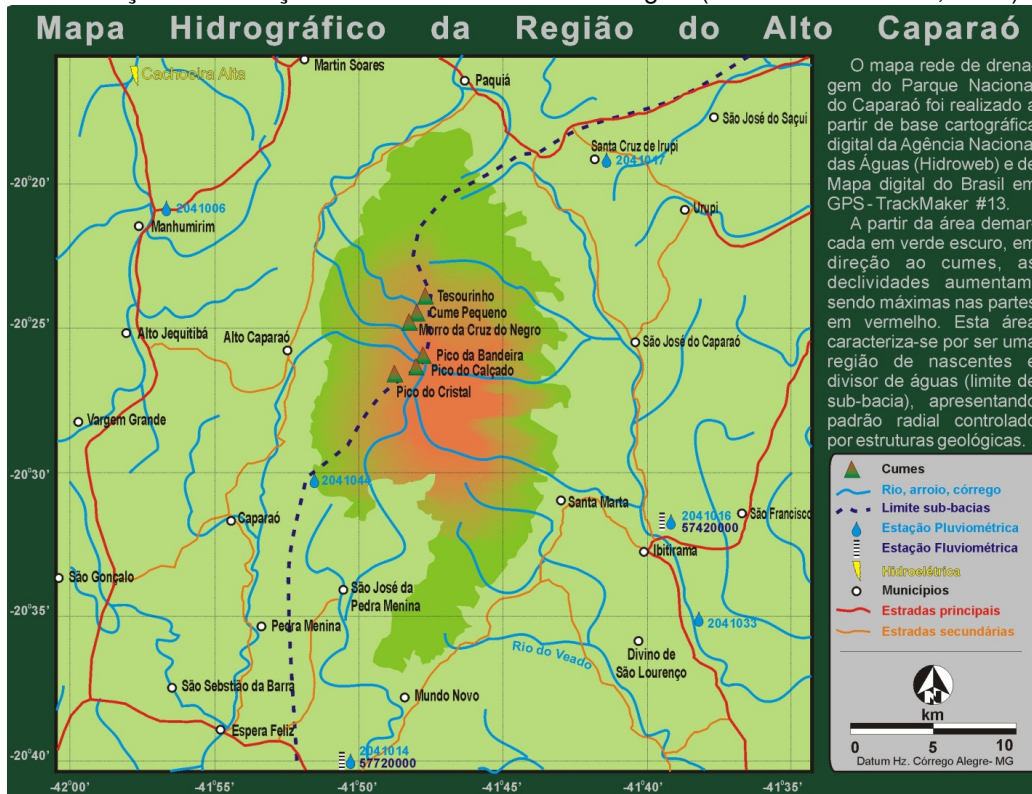 Mapa Hidrográfico da Região do Alto Caparaó
O mapa rede de drena-
gem do Parque Naciona
do Caparaó foi realizado a
partir de base cartográfica
digital da Agência Naciona
das Águas (Hidroweb) e de
Mapa digital do Brasil em
GPS - TrackMaker #13.
A partir da área demar-
cada em verde escuro, em
direção ao cumes, as
declividades aumentam
sendo máximas nas partes
em vermelho. Esta área
caracteriza-se por ser uma
região de nascentes e
divisor de águas (limite de
sub-bacia), apresentando
padrão radial controlado
por estruturas geológicas.
Cachoeira Alta
Martin Soares
Paquiá
São José do Saçui
Santa Cruz de Irupi
2041017
-20°20'
2041006
Manhumirim
Urupi
Tesourinho
Cume Pequeno
Morro da Cruz do Negro
-20°25'
Alto Jequitibá
Alto Caparaó
São José do Caparaó
Pico da Bandeira
Pico do Calçado
Pico do Cristal
Vargem Grande
-20°30'
2041044
Santa Marta
Caparaó
2041016
57420000
São Francisco
Ibitirama
São Gonçalo
São José da
Pedra Menina
-20°35'
Pedra Menina
2041033
Rio do Veado
Divino de
São Lourenço
São Sebstião da Barra
Mundo Novo
Espera Feliz
-20°40'
2041014
57720000
-42°00'
-41°55'
-41°50'
-41°45'
-41°40'
-41°35'
Cumes
Rio, arroio, córrego
Limite sub-bacias
Estação Pluviométrica
Estação Fluviométrica
Hidroelétrica
Municípios
Estradas principais
Estradas secundárias
N
km
0 5 10
Datum Hz. Córrego Alegre- MG